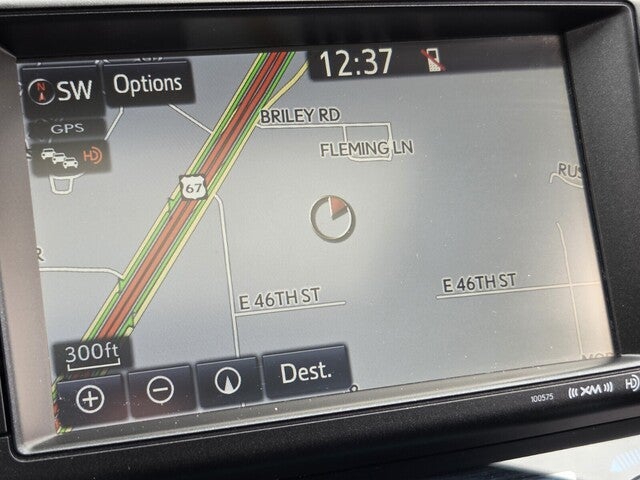 12:37
N SW
Options
GPS
HD
BRILEY RD
FLEMING LN
67
E 46TH ST
E 46TH ST
300ft
Dest.
100575
XM
HD